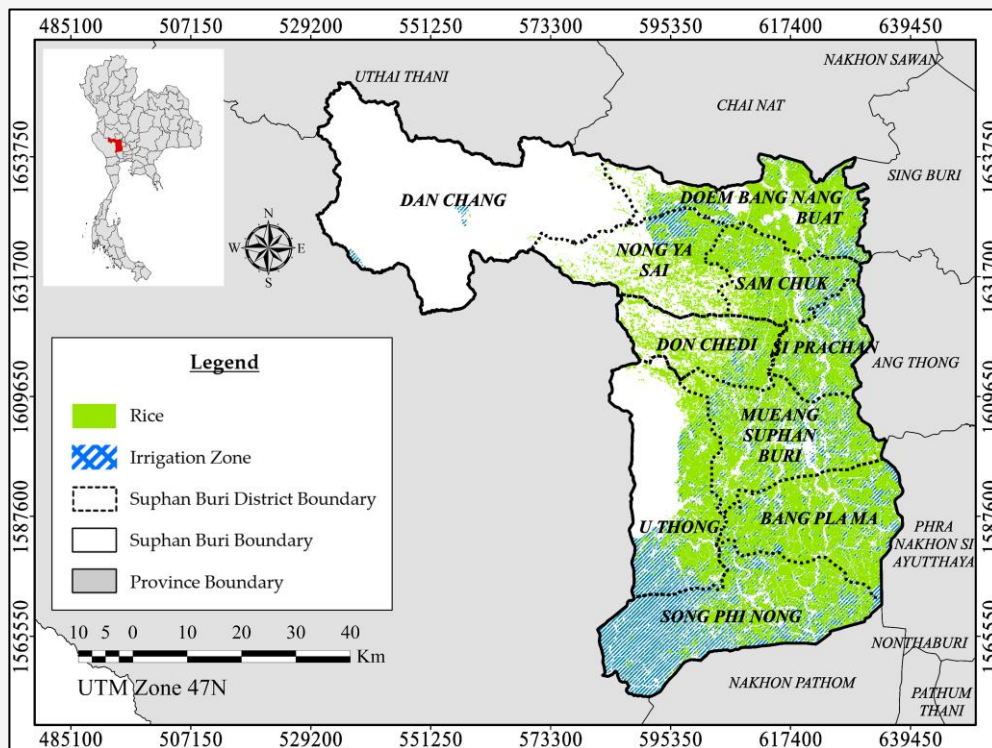 485100 507150 529200 551250 573300 595350 617400 639450
UTHAI THANI
NAKHON SAWAN
CHAI NAT
1653750
1653750
SING BURI
DAN CHANG
DOEM BANG NANG
BUAT
N
W E
S
NONG YA
SAI
1631700
1631700
SAM CHUK
DON CHEDI
SI PRACHAN
ANG THONG
Legend
Rice
Irrigation Zone
Suphan Buri District Boundary
Suphan Buri Boundary
Province Boundary
1609650
1609650
MUEANG
SUPHAN
BURI
1587600
1587600
U THONG
BANG PLA MA
PHRA
NAKHON SI
AYUTTHAYA
SONG PHI NONG
1565550
1565550
NONTHABURI
10 5 0 10 20 30 40
Km
UTM Zone 47N
NAKHON PATHOM
PATHUM
THANI
485100 507150 529200 551250 573300 595350 617400 639450